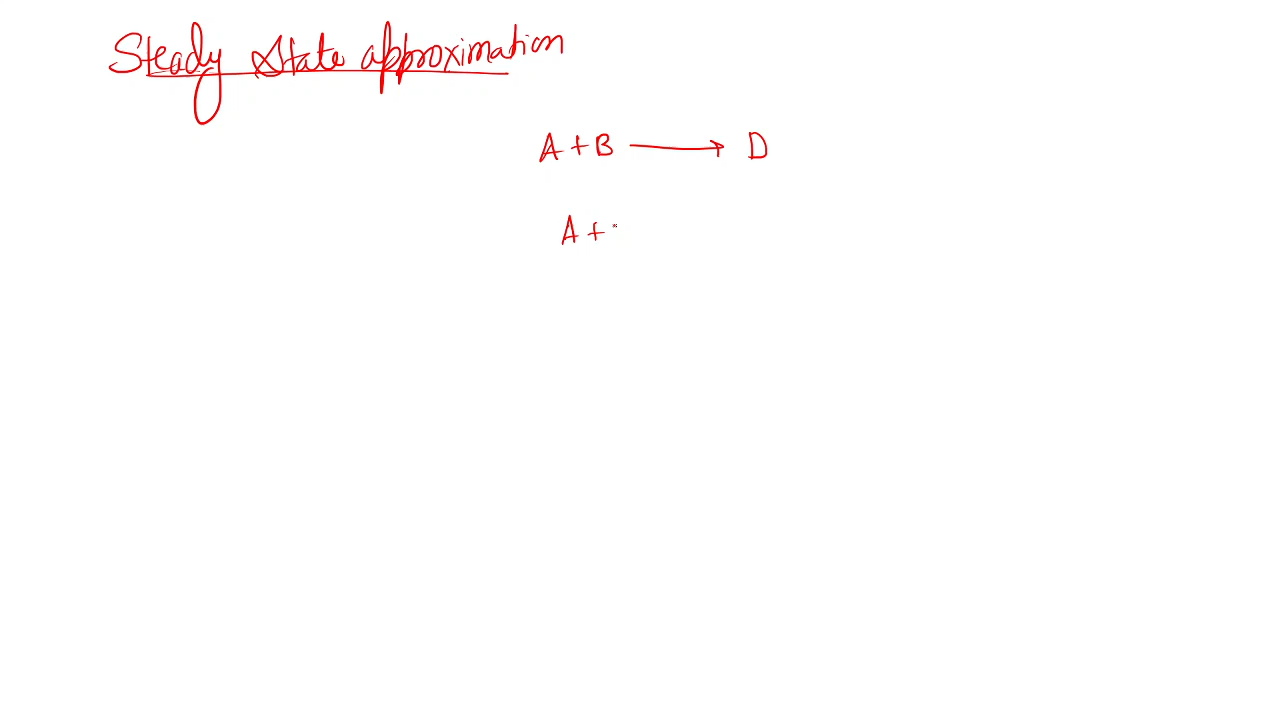 Steady State approximation
A + B ⟶ D
A +